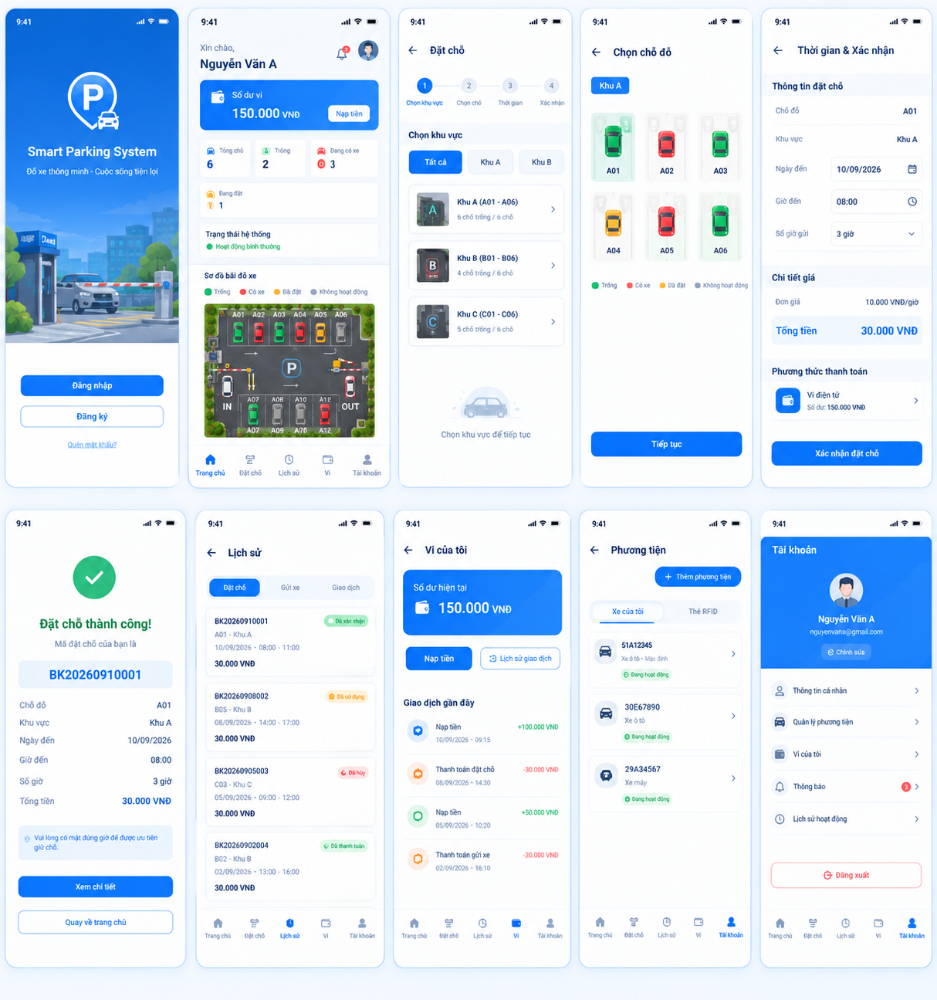 9:41
P
Smart Parking System
Đỗ xe thông minh - Cuộc sống tiện lợi
Đăng nhập
Đăng ký
Quên mật khẩu?
9:41
Xin chào,
Nguyễn Văn A
Số dư ví
150.000 VNĐ
Nạp tiền
Tổng chỗ
6
Trống
2
Đang có xe
3
Đang đặt
1
Trạng thái hệ thống
Hoạt động bình thường
Sơ đồ bãi đỗ xe
Trống
Có xe
Đã đặt
Không hoạt động
A01 A02 A03 A04 A05 A06
P
IN
OUT
A07 A08 A10
A07 A09 A10 A12
Trang chủ
Đặt chỗ
Lịch sử
Ví
Tài khoản
9:41
Đặt chỗ
1
2
3
4
Chọn khu vực
Chọn chỗ
Thời gian
Xác nhận
Chọn khu vực
Tất cả
Khu A
Khu B
A
Khu A (A01 - A06)
6 chỗ trống / 6 chỗ
B
Khu B (B01 - B06)
4 chỗ trống / 6 chỗ
C
Khu C (C01 - C06)
5 chỗ trống / 6 chỗ
Chọn khu vực để tiếp tục
9:41
Chọn chỗ đỗ
Khu A
A01
A02
A03
A04
A05
A06
Trống
Có xe
Đã đặt
Không hoạt động
Tiếp tục
9:41
Thời gian & Xác nhận
Thông tin đặt chỗ
Chỗ đỗ
A01
Khu vực
Khu A
Ngày đến
10/09/2026
Giờ đến
08:00
Số giờ gửi
3 giờ
Chi tiết giá
Đơn giá
10.000 VNĐ/giờ
Tổng tiền
30.000 VNĐ
Phương thức thanh toán
Ví điện tử
Số dư: 150.000 VNĐ
Xác nhận đặt chỗ
9:41
Đặt chỗ thành công!
Mã đặt chỗ của bạn là
BK20260910001
Chỗ đỗ
A01
Khu vực
Khu A
Ngày đến
10/09/2026
Giờ đến
08:00
Số giờ
3 giờ
Tổng tiền
30.000 VNĐ
Vui lòng có mặt đúng giờ để được ưu tiên
giữ chỗ.
Xem chi tiết
Quay về trang chủ
9:41
Lịch sử
Đặt chỗ
Gửi xe
Giao dịch
BK20260910001
Đã xác nhận
A01 - Khu A
10/09/2026 • 08:00 - 11:00
30.000 VNĐ
BK20260908002
Đã sử dụng
B05 - Khu B
08/09/2026 • 14:00 - 17:00
30.000 VNĐ
BK20260905003
Đã hủy
C03 - Khu C
05/09/2026 • 09:00 - 12:00
30.000 VNĐ
BK20260902004
Đã thanh toán
B02 - Khu B
02/09/2026 • 13:00 - 16:00
30.000 VNĐ
Trang chủ
Đặt chỗ
Lịch sử
Ví
Tài khoản
9:41
Ví của tôi
Số dư hiện tại
150.000 VNĐ
Nạp tiền
Lịch sử giao dịch
Giao dịch gần đây
Nạp tiền
+100.000 VNĐ
10/09/2026 • 09:15
Thanh toán đặt chỗ
-30.000 VNĐ
08/09/2026 • 14:30
Nạp tiền
+50.000 VNĐ
05/09/2026 • 10:20
Thanh toán gửi xe
-20.000 VNĐ
02/09/2026 • 16:10
Trang chủ
Đặt chỗ
Lịch sử
Ví
Tài khoản
9:41
Phương tiện
+ Thêm phương tiện
Xe của tôi
Thẻ RFID
51A12345
Xe ô tô • Mặc định
Đang hoạt động
30E67890
Xe ô tô
Đang hoạt động
29A34567
Xe máy
Đang hoạt động
Trang chủ
Đặt chỗ
Lịch sử
Ví
Tài khoản
9:41
Tài khoản
Nguyễn Văn A
nguyenvana@gmail.com
Chỉnh sửa
Thông tin cá nhân
Quản lý phương tiện
Ví của tôi
Thông báo
3
Lịch sử hoạt động
Đăng xuất
Trang chủ
Đặt chỗ
Lịch sử
Ví
Tài khoản